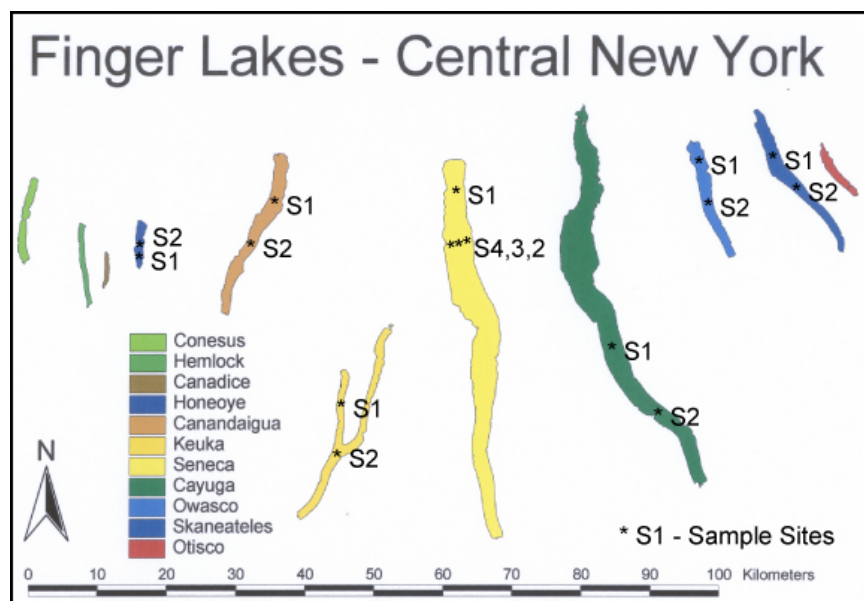 Finger Lakes - Central New York
S1
S1
S1
S1
S2
S2
S2
S1
S2
S4,3,2
Conesus
Hemlock
Canadice
Honeoye
Canandaigua
Keuka
Seneca
Cayuga
Owasco
Skaneateles
Otisco
S1
S2
S1
S2
N
* S1 - Sample Sites
0 10 20 30 40 50 60 70 80 90 100 Kilometers